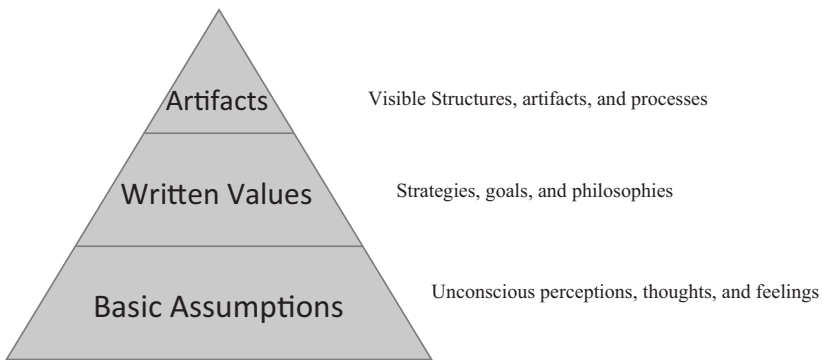 Artifacts
Visible Structures, artifacts, and processes
Written Values
Strategies, goals, and philosophies
Basic Assumptions
Unconscious perceptions, thoughts, and feelings